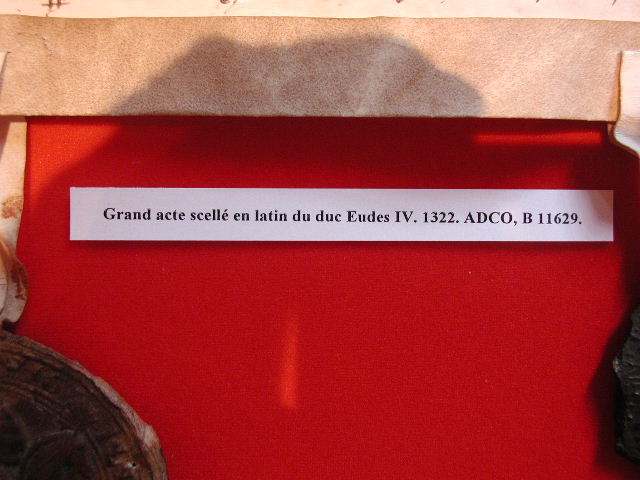 Grand acte scellé en latin du duc Eudes IV. 1322. ADCO, B 11629.